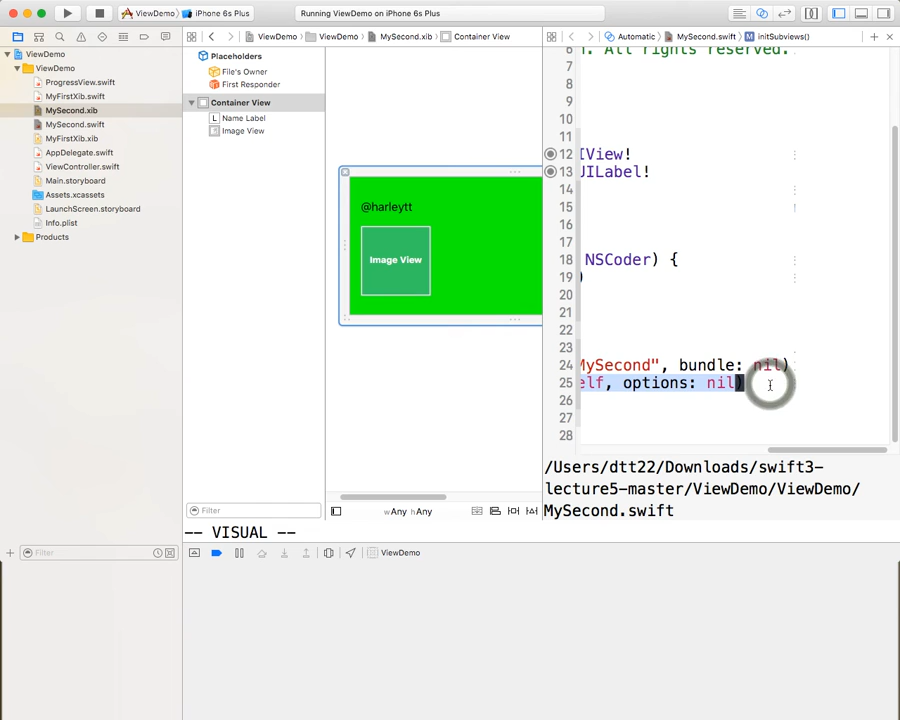 ViewDemo
iPhone 6s Plus
Running ViewDemo on iPhone 6s Plus
ViewDemo
ViewDemo
ProgressView.swift
MyFirstXib.swift
MySecond.xib
MySecond.swift
MyFirstXib.xib
AppDelegate.swift
ViewController.swift
Main.storyboard
Assets.xcassets
LaunchScreen.storyboard
Info.plist
Products
Filter
ViewDemo
ViewDemo
MySecond.xib
Container View
Placeholders
File's Owner
First Responder
Container View
L Name Label
Image View
Filter
@harleytt
Image View
wAny hAny
Automatic
MySecond.swift
M initSubviews()
6 n. All rights reserved.
7
8
9
10
11
12 IView!
13 UILabel!
14
15
16
17
18 NSCoder) {
19 )
20
21
22
23
24 MySecond", bundle: nil)
25 elf, options: nil)
26
27
28
/Users/dtt22/Downloads/swift3-
lecture5-master/ViewDemo/ViewDemo/
MySecond.swift
-- VISUAL --
ViewDemo